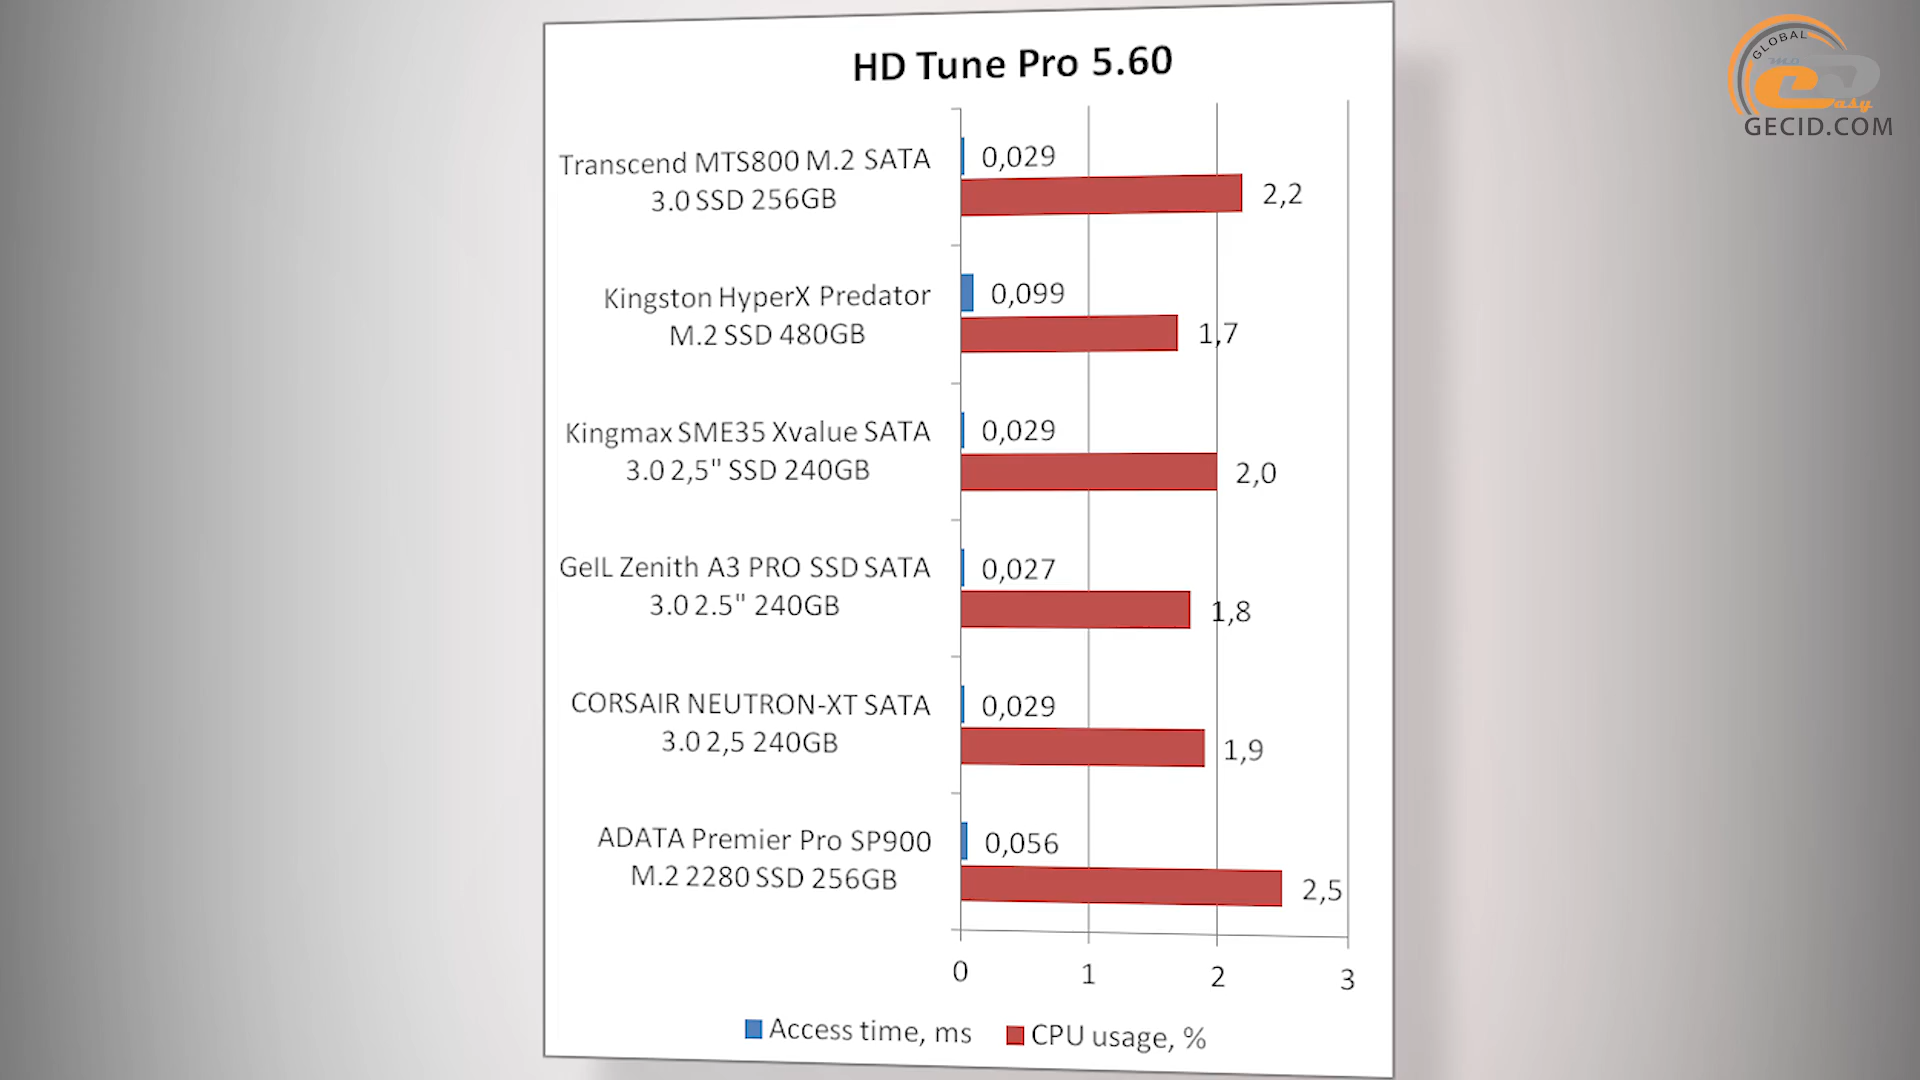 HD Tune Pro 5.60
Transcend MTS800 M.2 SATA
3.0 SSD 256GB
0,029
2,2
Kingston HyperX Predator
M.2 SSD 480GB
0,099
1,7
Kingmax SME35 Xvalue SATA
3.0 2,5" SSD 240GB
0,029
2,0
GeIL Zenith A3 PRO SSD SATA
3.0 2.5" 240GB
0,027
1,8
CORSAIR NEUTRON-XT SATA
3.0 2,5 240GB
0,029
1,9
ADATA Premier Pro SP900
M.2 2280 SSD 256GB
0,056
2,5
0 1 2 3
Access time, ms
CPU usage, %
GLOBAL
easy
GECID.COM